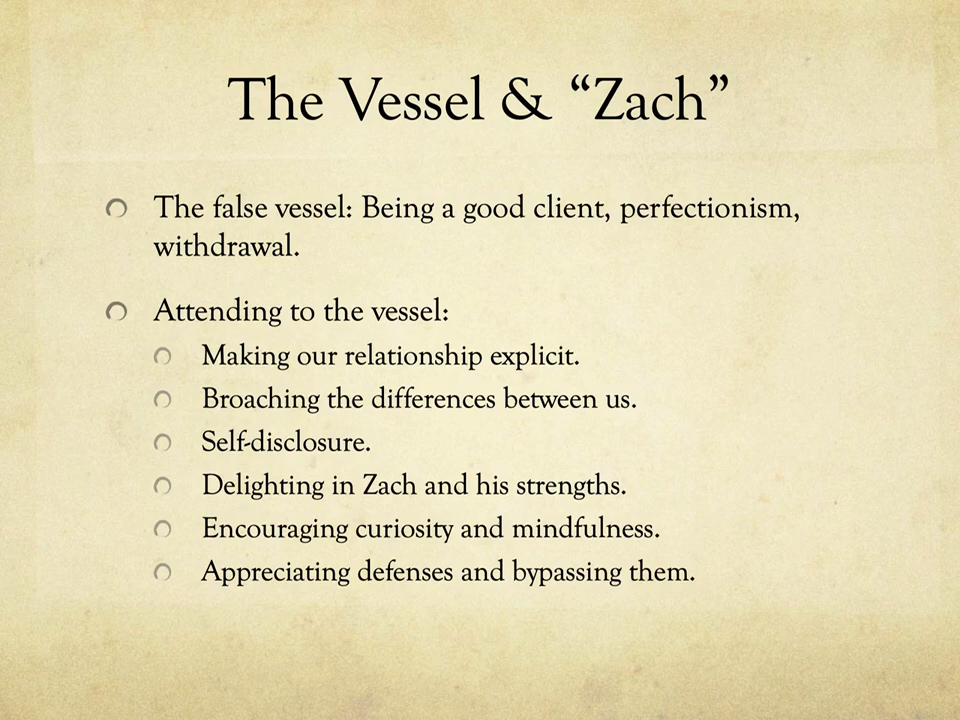 The Vessel & “Zach”
The false vessel: Being a good client, perfectionism,
withdrawal.
Attending to the vessel:
Making our relationship explicit.
Broaching the differences between us.
Self-disclosure.
Delighting in Zach and his strengths.
Encouraging curiosity and mindfulness.
Appreciating defenses and bypassing them.